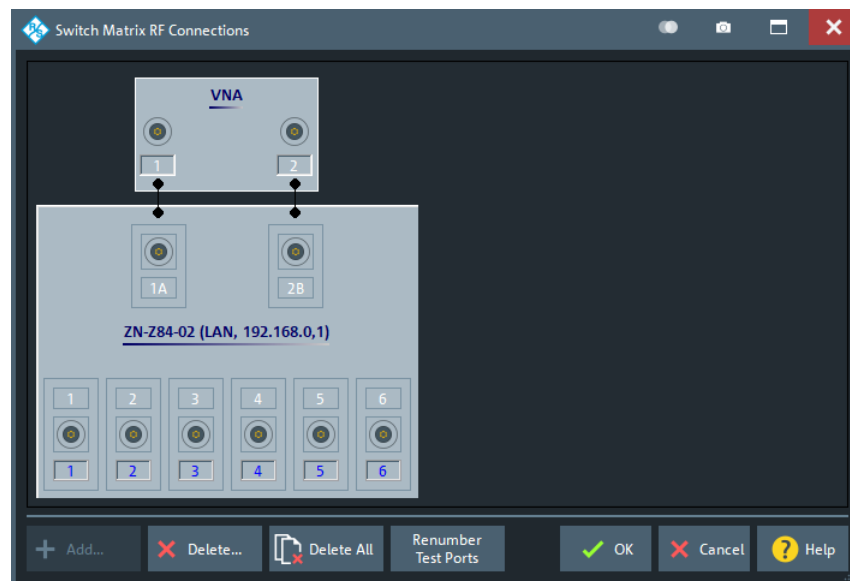 Switch Matrix RF Connections
VNA
1 2
1A 2B
ZN-Z84-02 (LAN, 192.168.0,1)
1 2 3 4 5 6
1 2 3 4 5 6
+ Add...
Delete...
Delete All
Renumber
Test Ports
OK
Cancel
? Help